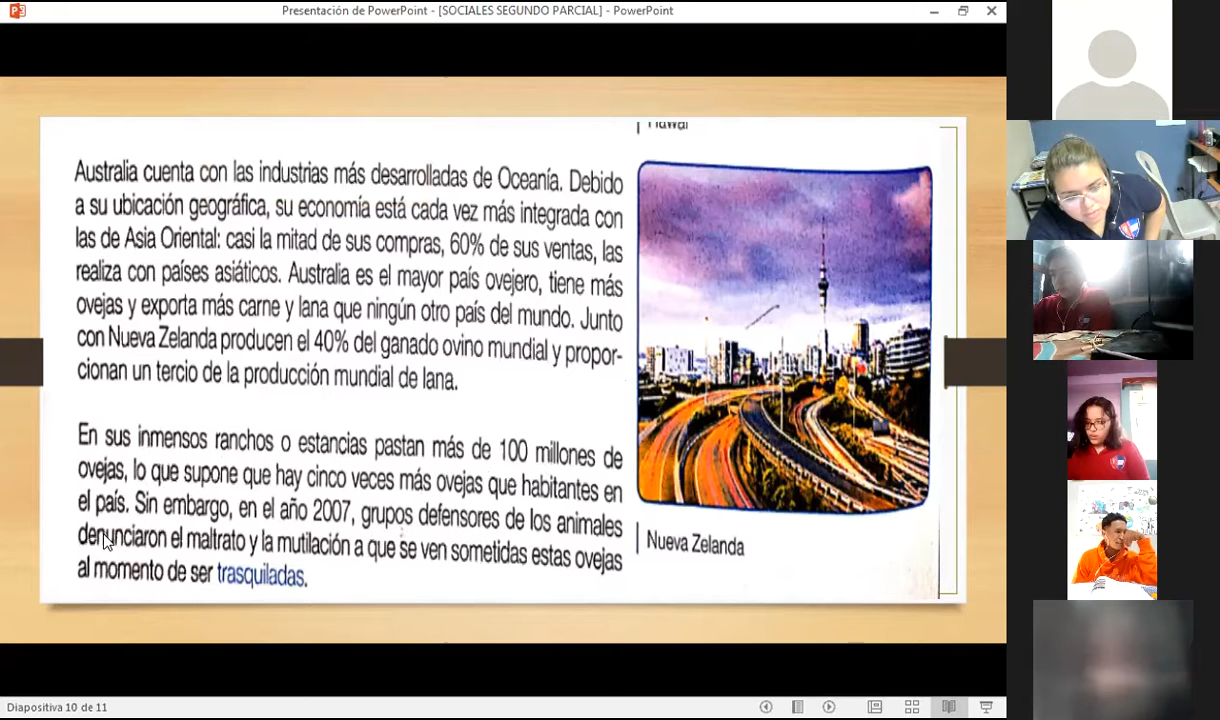 Presentación de PowerPoint - [SOCIALES SEGUNDO PARCIAL] - PowerPoint
Australia cuenta con las industrias más desarrolladas de Oceanía. Debido
a su ubicación geográfica, su economía está cada vez más integrada con
las de Asia Oriental: casi la mitad de sus compras, 60% de sus ventas, las
realiza con países asiáticos. Australia es el mayor país ovejero, tiene más
ovejas y exporta más carne y lana que ningún otro país del mundo. Junto
con Nueva Zelanda producen el 40% del ganado ovino mundial y propor-
cionan un tercio de la producción mundial de lana.
En sus inmensos ranchos o estancias pastan más de 100 millones de
ovejas, lo que supone que hay cinco veces más ovejas que habitantes en
el país. Sin embargo, en el año 2007, grupos defensores de los animales
denunciaron el maltrato y la mutilación a que se ven sometidas estas ovejas
al momento de ser trasquiladas.
Nueva Zelanda
Diapositiva 10 de 11